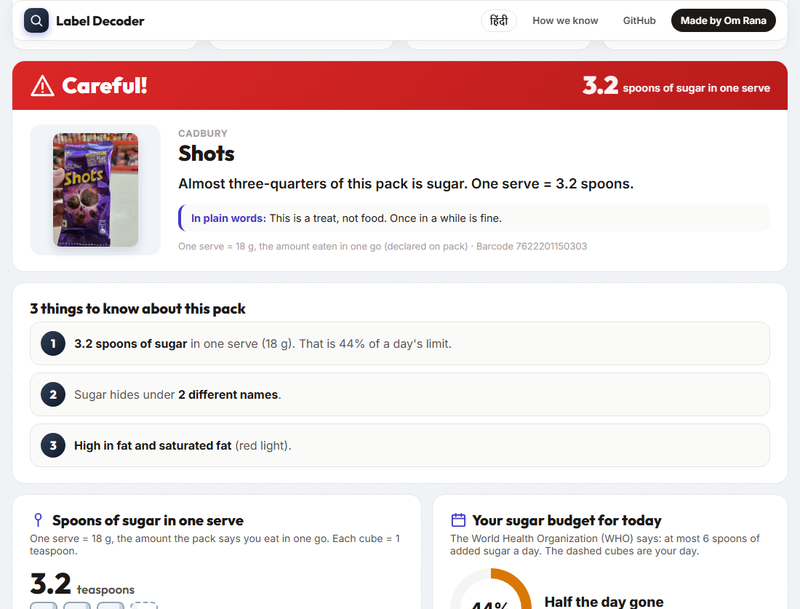 Label Decoder
हिंदी
How we know
GitHub
Made by Om Rana
Careful!
3.2 spoons of sugar in one serve
CADBURY
Shots
Shots
Almost three-quarters of this pack is sugar. One serve = 3.2 spoons.
In plain words: This is a treat, not food. Once in a while is fine.
One serve = 18 g, the amount eaten in one go (declared on pack) · Barcode 7622201150303
3 things to know about this pack
1 3.2 spoons of sugar in one serve (18 g). That is 44% of a day's limit.
2 Sugar hides under 2 different names.
3 High in fat and saturated fat (red light).
Spoons of sugar in one serve
One serve = 18 g, the amount the pack says you eat in one go. Each cube = 1
teaspoon.
3.2 teaspoons
Your sugar budget for today
The World Health Organization (WHO) says: at most 6 spoons of
added sugar a day. The dashed cubes are your day.
44%
Half the day gone